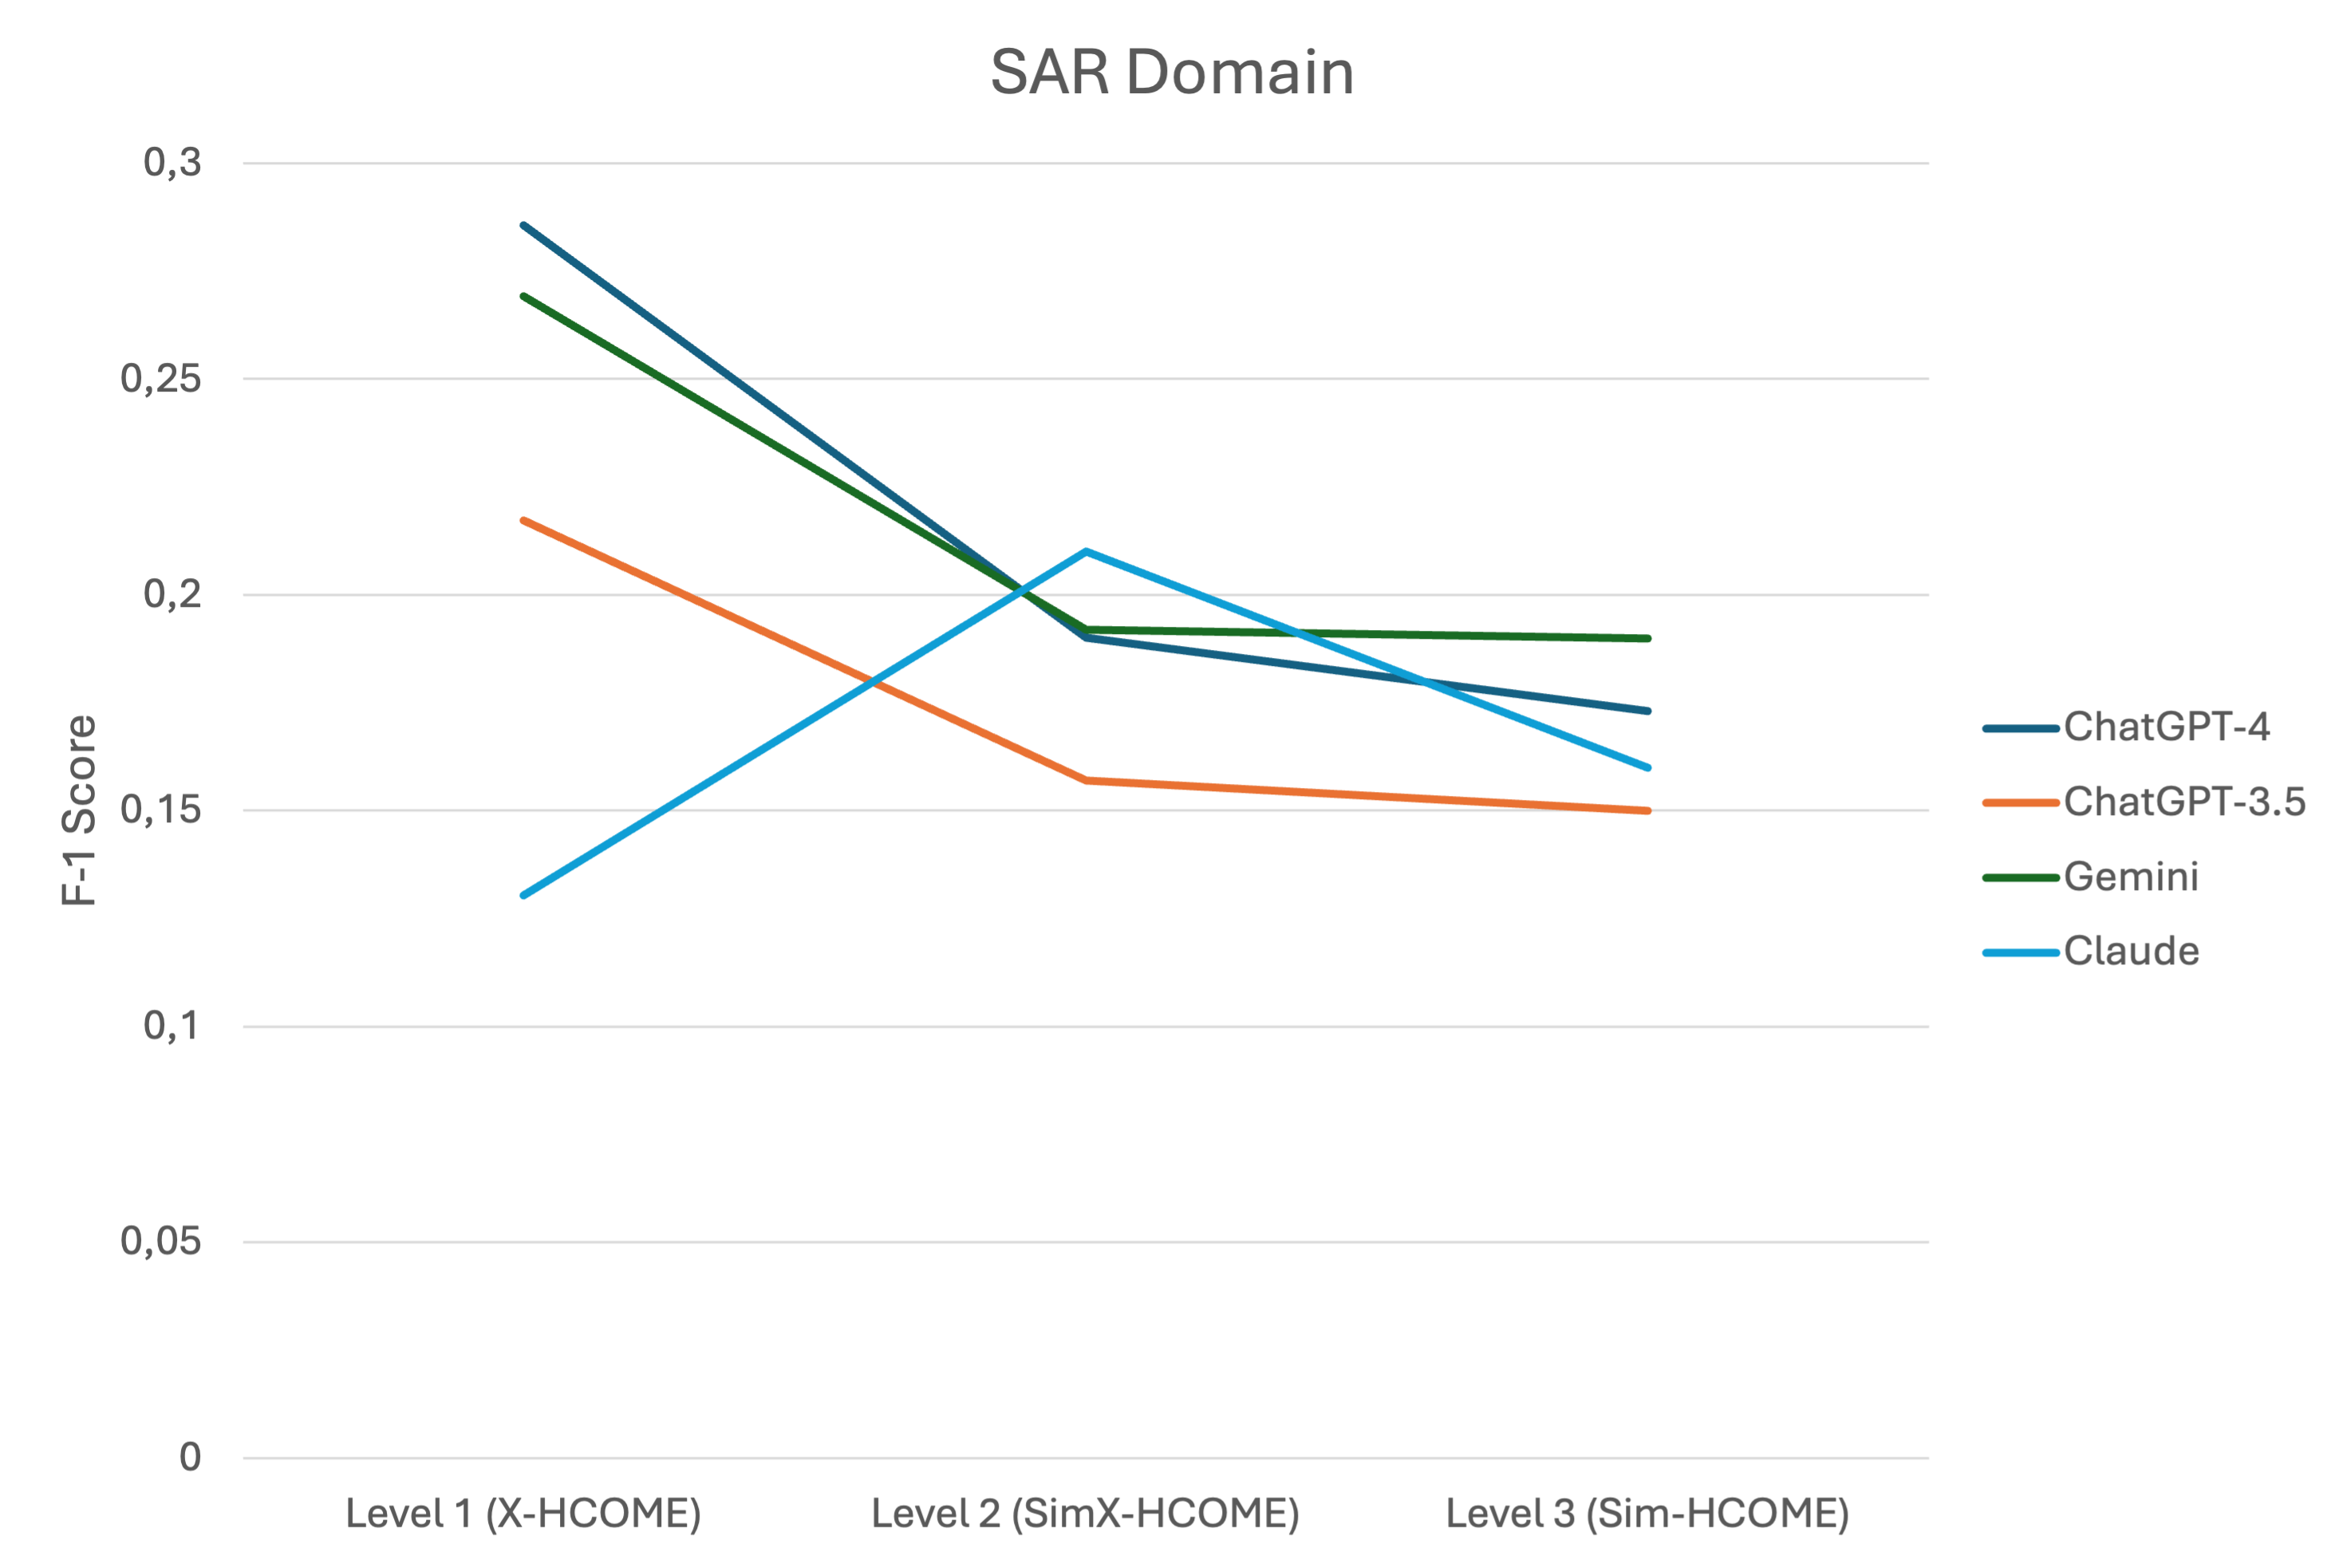 SAR Domain
0,3
0,25
0,2
0,15
0,1
0,05
0
F-1 Score
Level 1 (X-HCOME)
Level 2 (SimX-HCOME)
Level 3 (Sim-HCOME)
ChatGPT-4
ChatGPT-3.5
Gemini
Claude